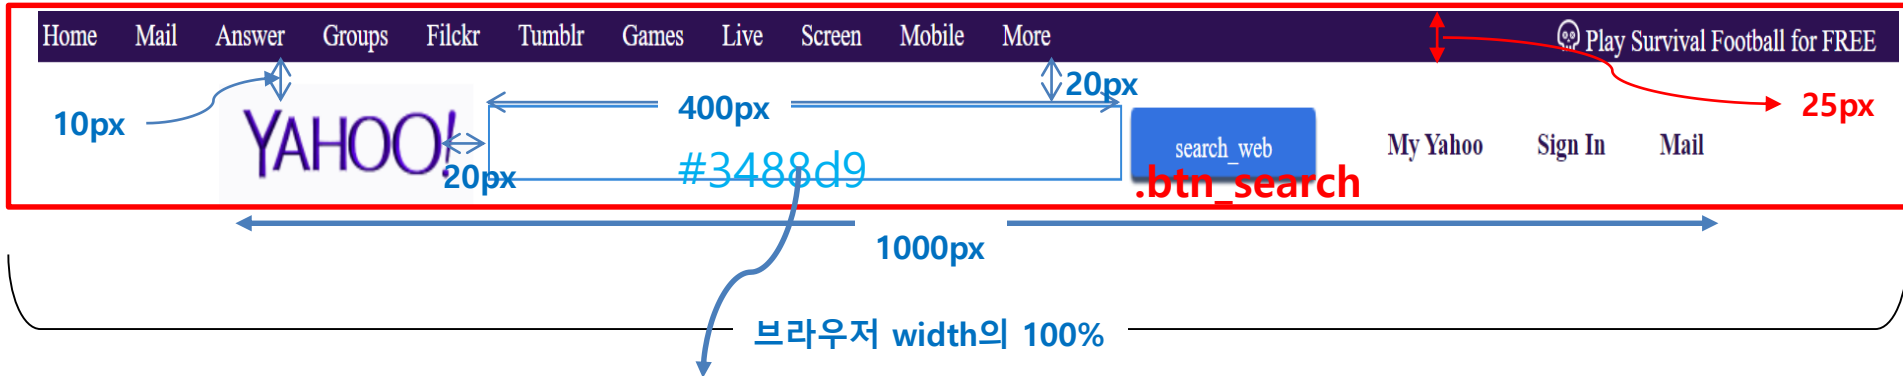 Home Mail Answer Groups Filckr Tumblr Games Live Screen Mobile More Play Survival Football for FREE
10px
400px
20px
25px
YAHOO!
20px
#3488d9
search_web
.btn_search
My Yahoo Sign In Mail
1000px
브라우저 width의 100%